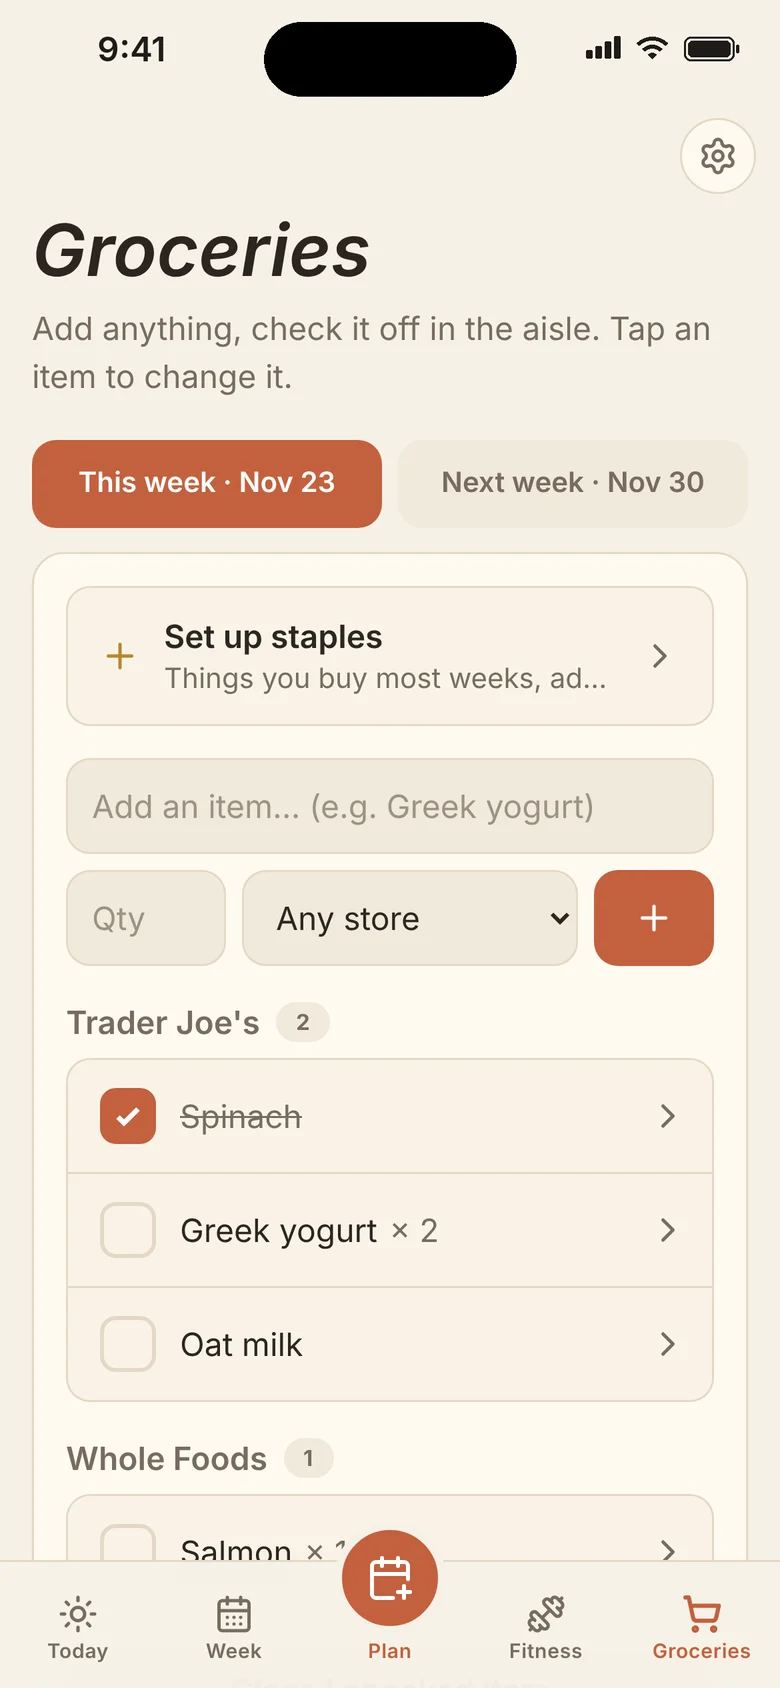 9:41
Groceries
Add anything, check it off in the aisle. Tap an
item to change it.
This week · Nov 23
Next week · Nov 30
Set up staples
Things you buy most weeks, ad...
Add an item... (e.g. Greek yogurt)
Qty
Any store
Trader Joe's 2
Spinach
Greek yogurt × 2
Oat milk
Whole Foods 1
Salmon ×
Today
Week
Plan
Fitness
Groceries